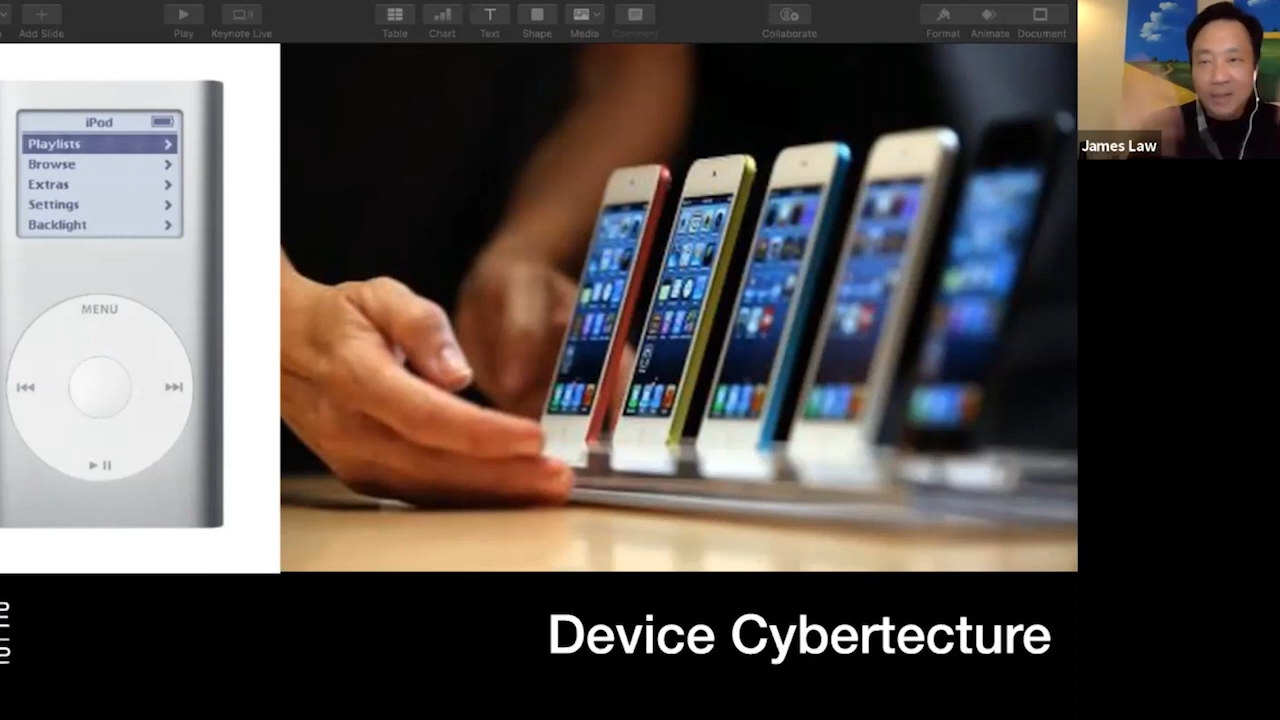 Add Slide
Play
Keynote Live
Table
Chart
Text
Shape
Media
Comment
Collaborate
Format
Animate
Document
James Law
iPod
Playlists
Browse
Extras
Settings
Backlight
MENU
Device Cybertecture